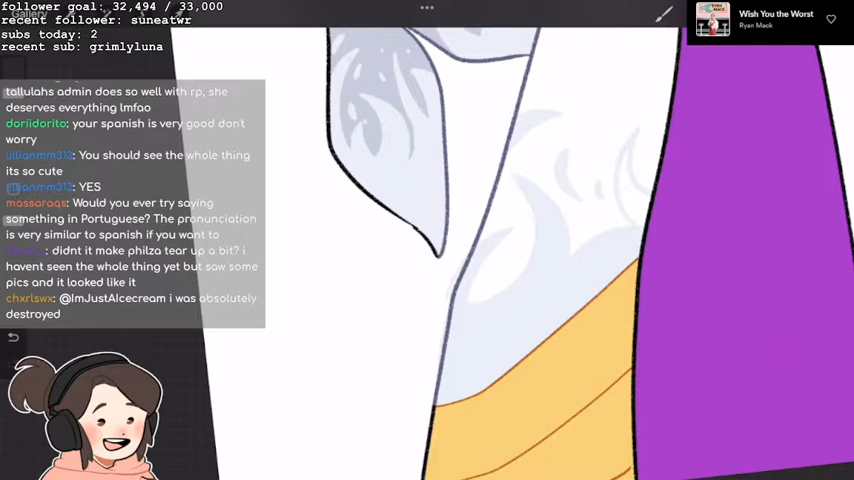 follower goal: 32,494 / 33,000
Gallery
recent follower: suneatwr
subs today: 2
recent sub: grimlyluna
tallulahs admin does so well with rp, she
deserves everything lmfao
doriidorito: your spanish is very good don't
worry
lillianmm313: You should see the whole thing
its so cute
lillianmm313: YES
massaraqs: Would you ever try saying
something in Portuguese? The pronunciation
is very similar to spanish if you want to
: didnt it make philza tear up a bit? i
havent seen the whole thing yet but saw some
pics and it looked like it
chxrlswx: @ImJustAIcecream i was absolutely
destroyed
Wish You the Worst
Ryan Mack